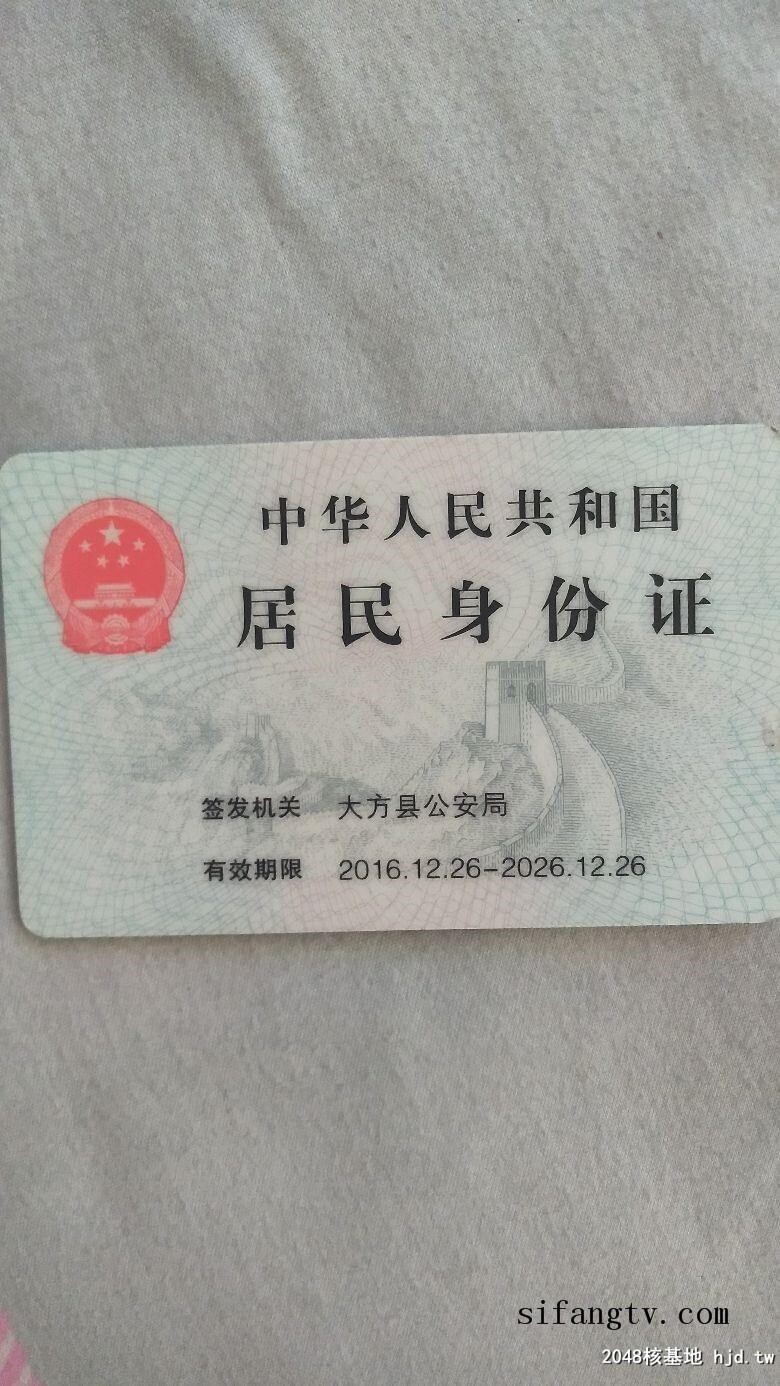 中华人民共和国
居民身份证
签发机关 大方县公安局
有效期限 2016.12.26-2026.12.26
sifangtv.com
2048核基地 hjd.tw